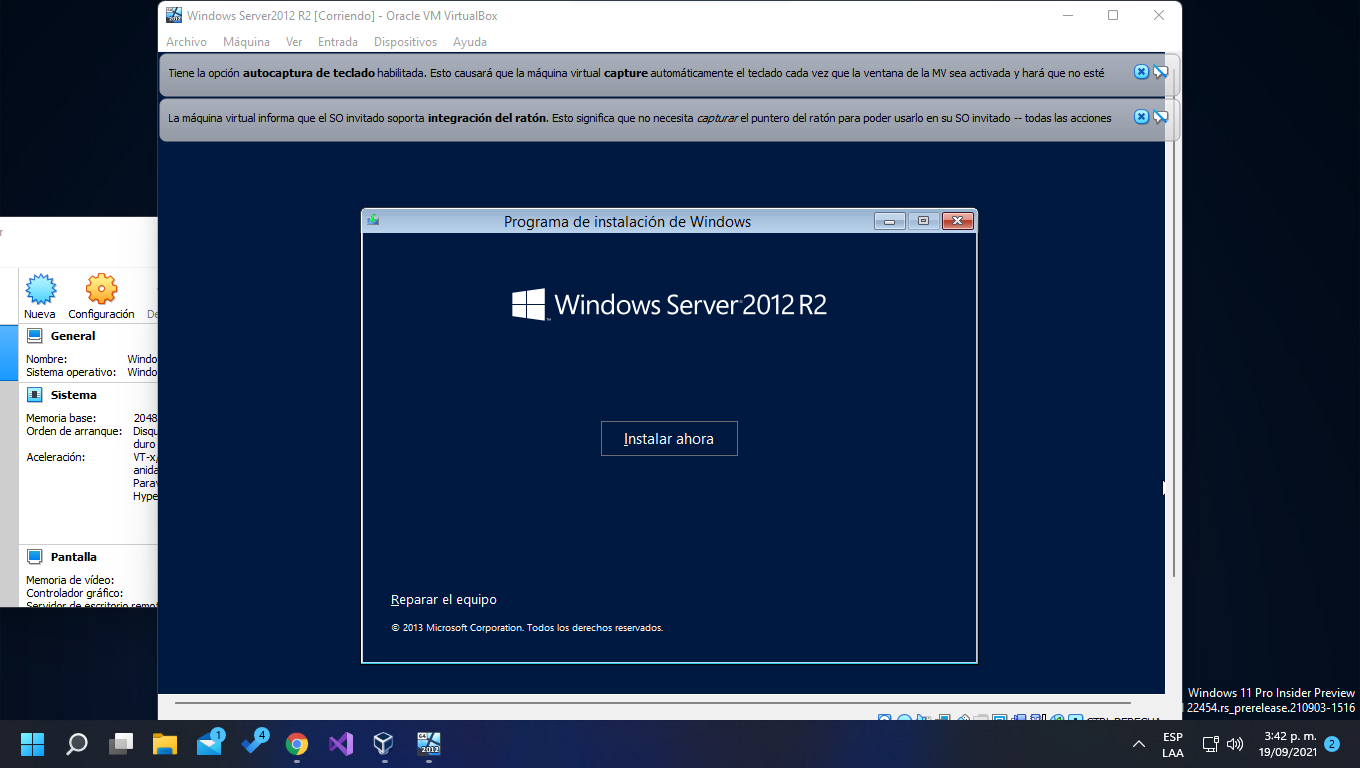 Windows Server2012 R2 [Corriendo] - Oracle VM VirtualBox
Archivo Máquina Ver Entrada Dispositivos Ayuda
Tiene la opción autocaptura de teclado habilitada. Esto causará que la máquina virtual capture automáticamente el teclado cada vez que la ventana de la MV sea activada y hará que no esté
La máquina virtual informa que el SO invitado soporta integración del ratón. Esto significa que no necesita capturar el puntero del ratón para poder usarlo en su SO invitado -- todas las acciones
Programa de instalación de Windows
Windows Server 2012 R2
Instalar ahora
Reparar el equipo
© 2013 Microsoft Corporation. Todos los derechos reservados.
Nueva Configuración De
General
Nombre: Windo
Sistema operativo: Windo
Sistema
Memoria base: 2048
Orden de arranque: Disqu
duro
Aceleración: VT-x/
anida
Parav
Hype
Pantalla
Memoria de vídeo:
Controlador gráfico:
Servidor de escritorio remo
CTRL DERECHA
Windows 11 Pro Insider Preview
22454.rs_prerelease.210903-1516
1
4
2012
ESP
LAA
3:42 p. m.
19/09/2021
2